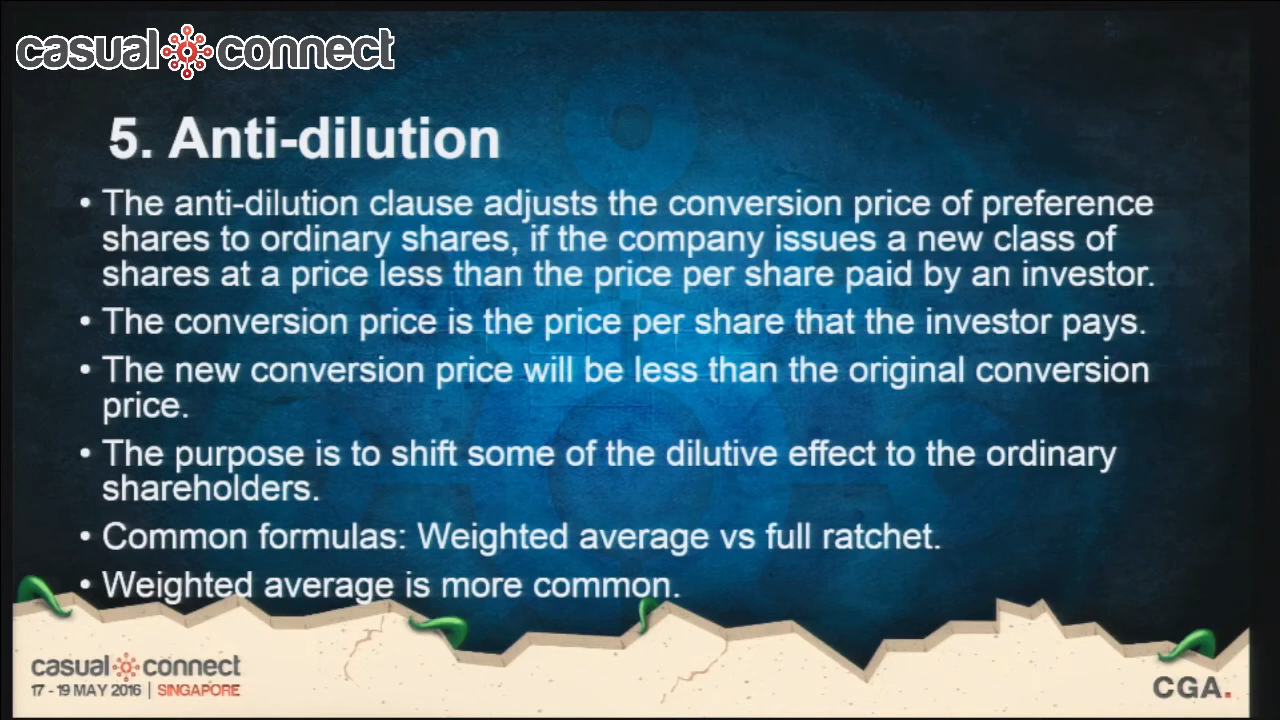 casual connect
5. Anti-dilution
• The anti-dilution clause adjusts the conversion price of preference
shares to ordinary shares, if the company issues a new class of
shares at a price less than the price per share paid by an investor.
• The conversion price is the price per share that the investor pays.
• The new conversion price will be less than the original conversion
price.
• The purpose is to shift some of the dilutive effect to the ordinary
shareholders.
• Common formulas: Weighted average vs full ratchet.
• Weighted average is more common.
casual connect
17 - 19 MAY 2016 | SINGAPORE
CGA.